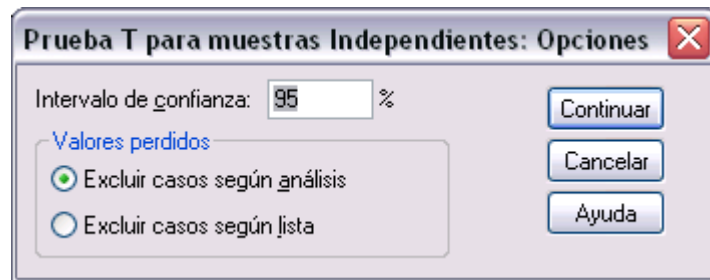 Prueba T para muestras Independientes: Opciones
Intervalo de confianza: 95 %
Continuar
Valores perdidos
Cancelar
Excluir casos según análisis
Ayuda
Excluir casos según lista